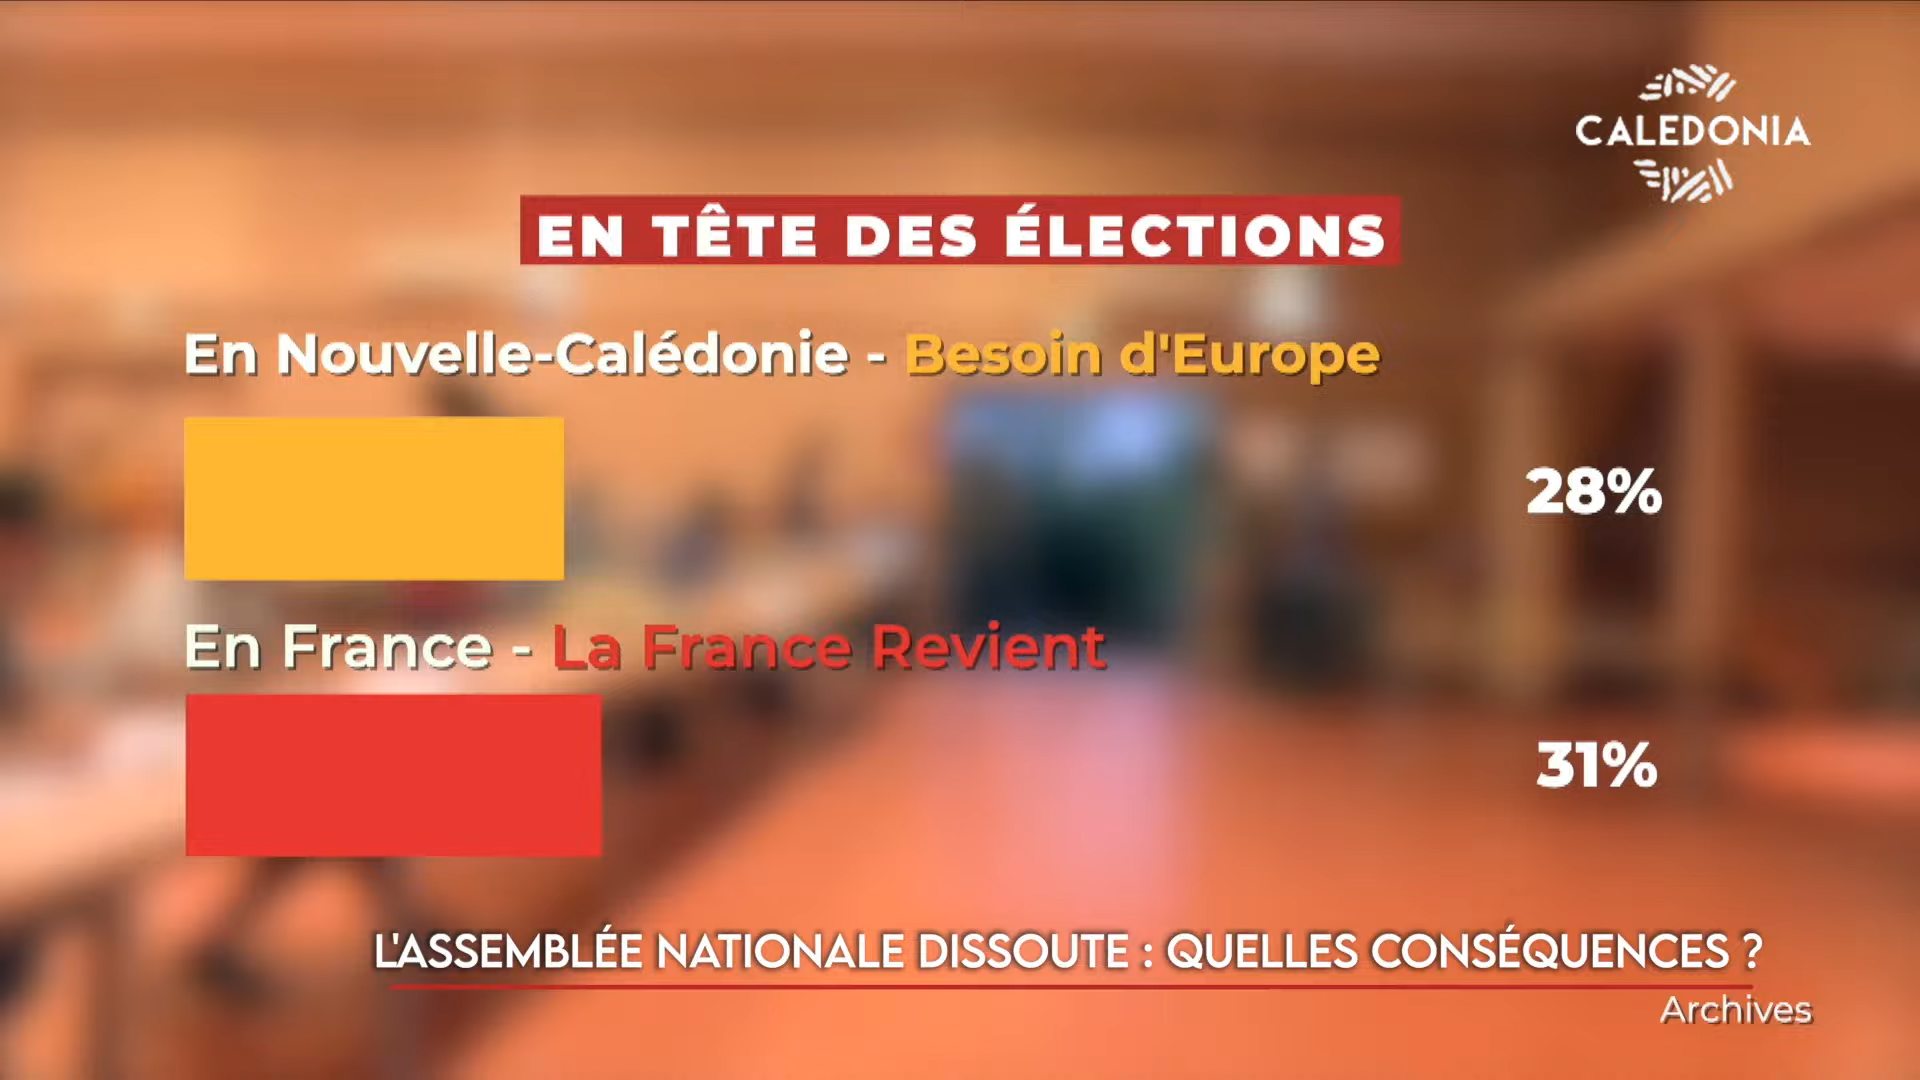 CALEDONIA
EN TÊTE DES ÉLECTIONS
En Nouvelle-Calédonie - Besoin d'Europe
28%
En France - La France Revient
31%
L'ASSEMBLÉE NATIONALE DISSOUTE : QUELLES CONSÉQUENCES ?
Archives